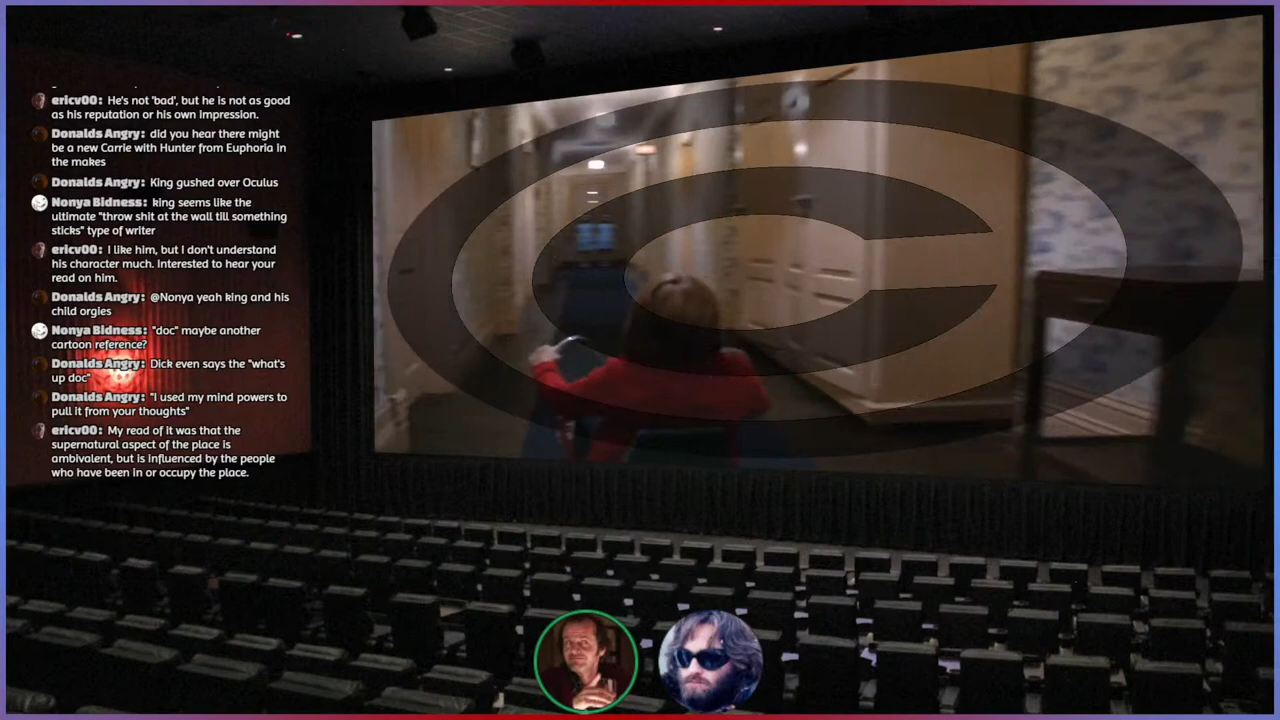 ericv00: He's not 'bad', but he is not as good
as his reputation or his own impression.
Donalds Angry: did you hear there might
be a new Carrie with Hunter from Euphoria in
the makes
Donalds Angry: King gushed over Oculus
Nonya Bidness: king seems like the
ultimate "throw shit at the wall till something
sticks" type of writer
ericv00: I like him, but I don't understand
his character much. Interested to hear your
read on him.
Donalds Angry: @Nonya yeah king and his
child orgies
Nonya Bidness: "doc" maybe another
cartoon reference?
Donalds Angry: Dick even says the "what's
up doc"
Donalds Angry: "I used my mind powers to
pull it from your thoughts"
ericv00: My read of it was that the
supernatural aspect of the place is
ambivalent, but is influenced by the people
who have been in or occupy the place.